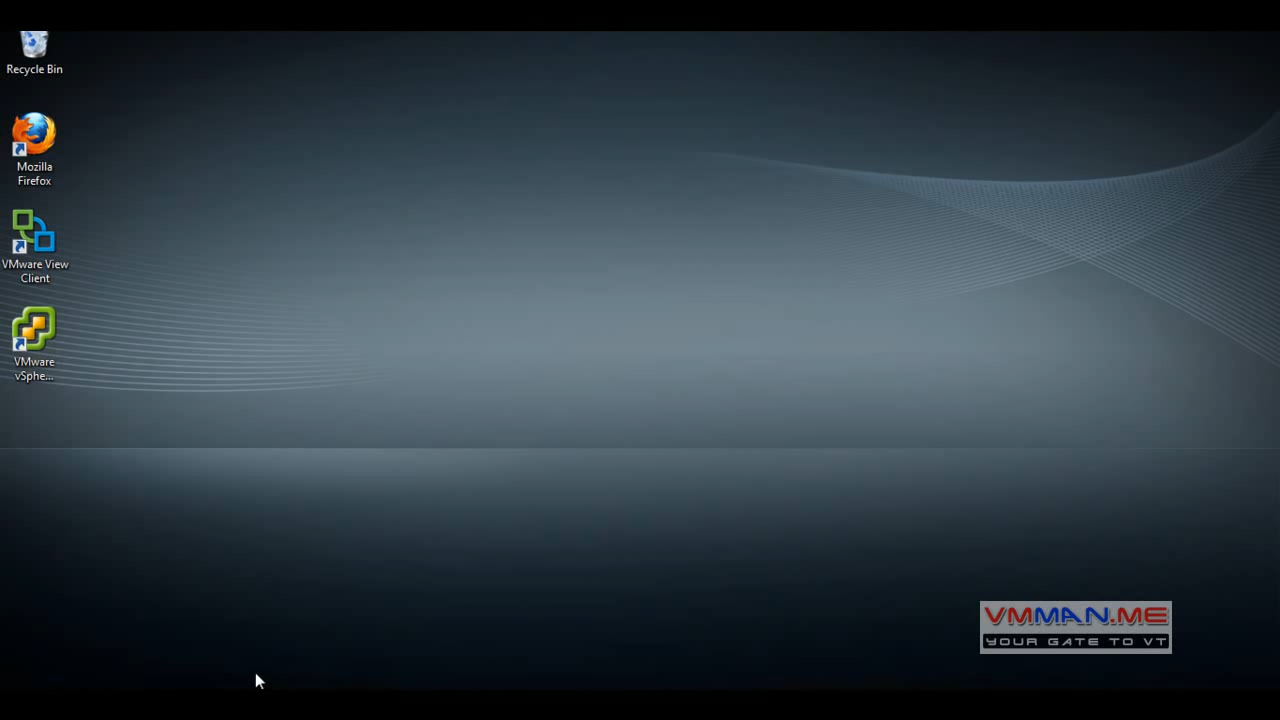 Recycle Bin
Mozilla
Firefox
VMware View
Client
VMware
vSphe...
VMMAN.ME
YOUR GATE TO VT